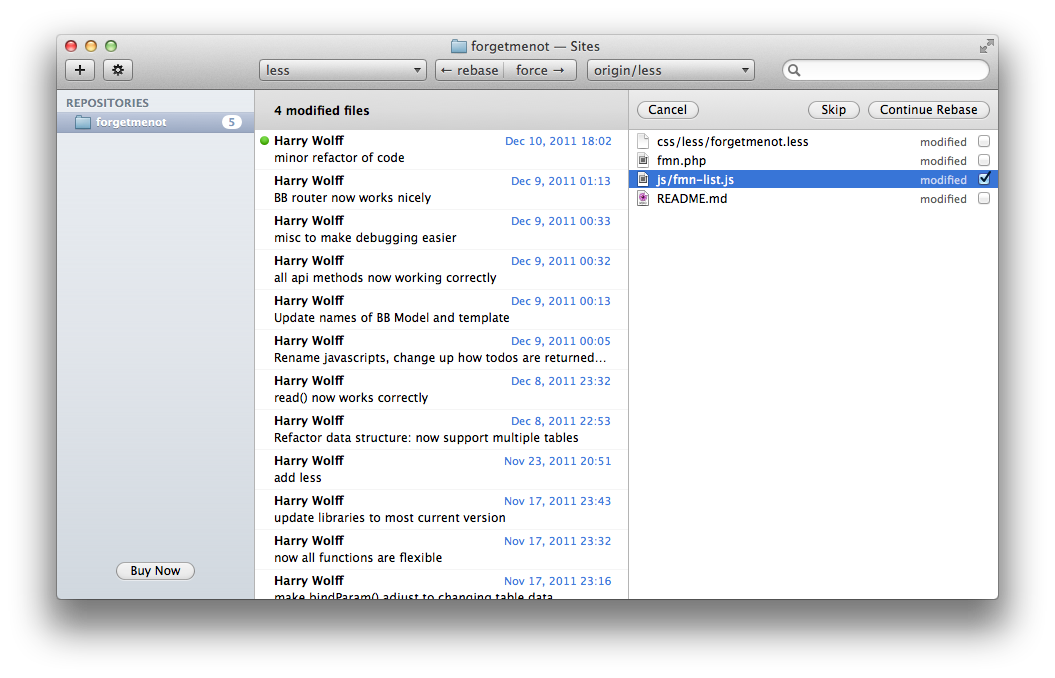 forgetmenot — Sites
less
← rebase
force →
origin/less
REPOSITORIES
forgetmenot 5
Buy Now
4 modified files
Harry Wolff Dec 10, 2011 18:02
minor refactor of code
Harry Wolff Dec 9, 2011 01:13
BB router now works nicely
Harry Wolff Dec 9, 2011 00:33
misc to make debugging easier
Harry Wolff Dec 9, 2011 00:32
all api methods now working correctly
Harry Wolff Dec 9, 2011 00:13
Update names of BB Model and template
Harry Wolff Dec 9, 2011 00:05
Rename javascripts, change up how todos are returned...
Harry Wolff Dec 8, 2011 23:32
read() now works correctly
Harry Wolff Dec 8, 2011 22:53
Refactor data structure: now support multiple tables
Harry Wolff Nov 23, 2011 20:51
add less
Harry Wolff Nov 17, 2011 23:43
update libraries to most current version
Harry Wolff Nov 17, 2011 23:32
now all functions are flexible
Harry Wolff Nov 17, 2011 23:16
make bindParam() adjust to changing table data
Cancel
Skip
Continue Rebase
css/less/forgetmenot.less modified
fmn.php modified
js/fmn-list.js modified
README.md modified